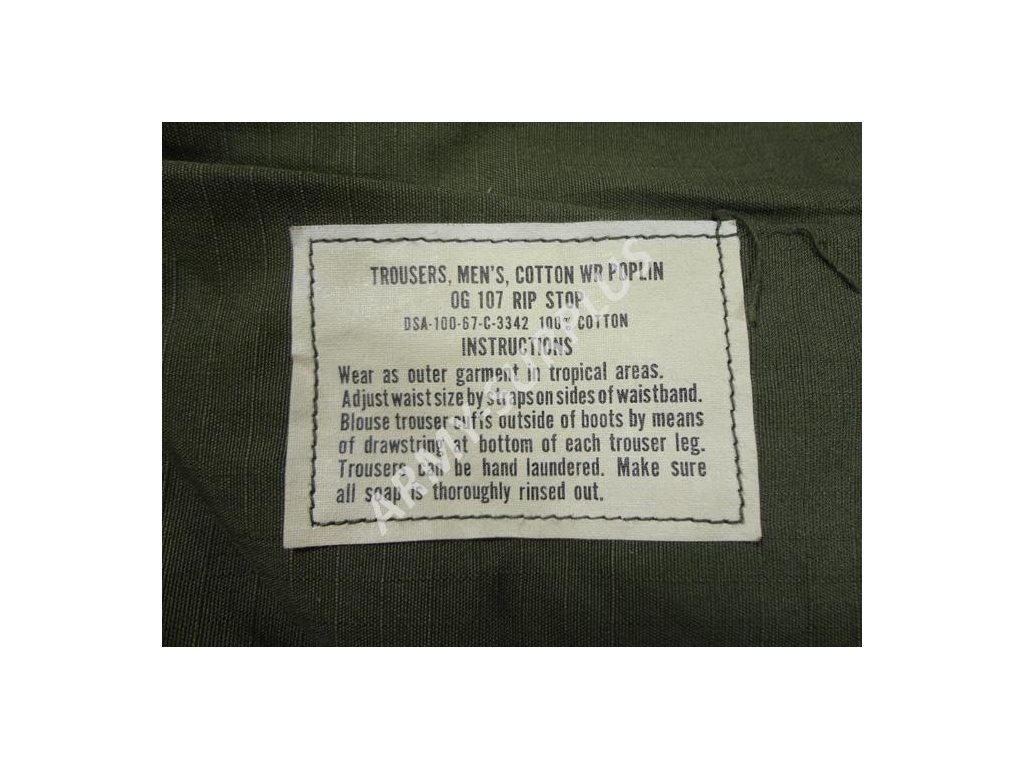 TROUSERS, MEN'S, COTTON WR POPLIN
OG 107 RIP STOP
DSA-100-67-C-3342 100% COTTON
INSTRUCTIONS
Wear as outer garment in tropical areas.
Adjust waist size by straps on sides of waistband.
Blouse trouser cuffs outside of boots by means
of drawstring at bottom of each trouser leg.
Trousers can be hand laundered. Make sure
all soap is thoroughly rinsed out.
ARMY-SURPLUS